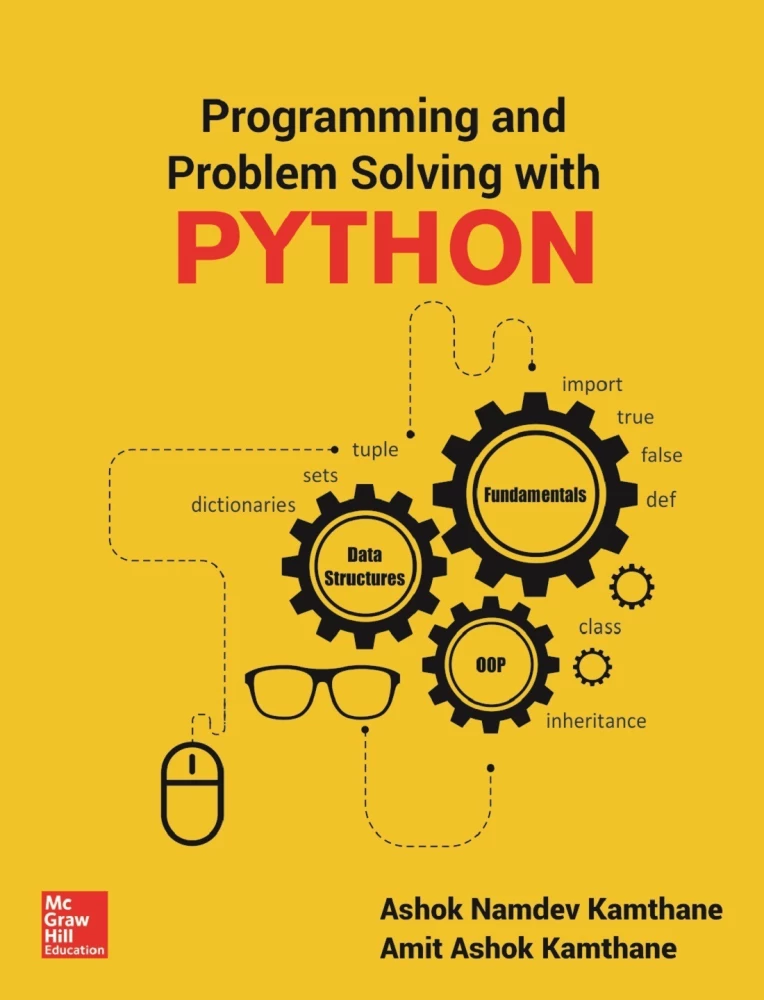 Programming and
Problem Solving with
PYTHON
import
true
tuple
false
sets
Fundamentals
def
dictionaries
Data
Structures
class
OOP
inheritance
Mc
Graw
Hill
Education
Ashok Namdev Kamthane
Amit Ashok Kamthane